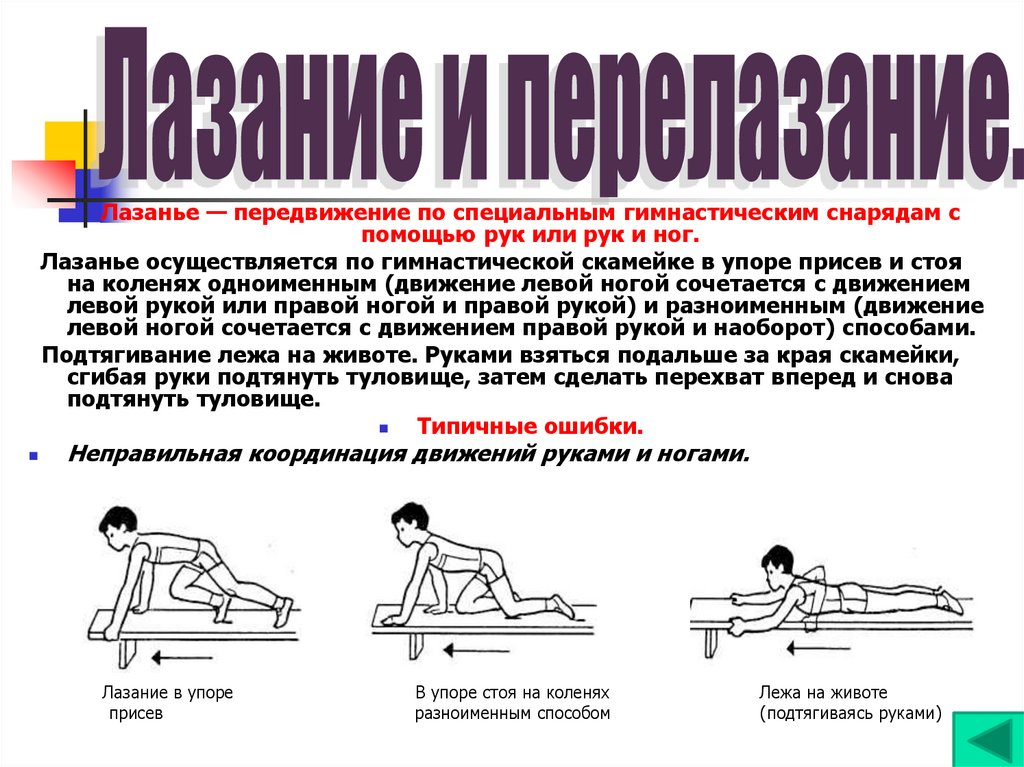 Лазание и перелазание.
Лазанье — передвижение по специальным гимнастическим снарядам с
помощью рук или рук и ног.
Лазанье осуществляется по гимнастической скамейке в упоре присев и стоя
на коленях одноименным (движение левой ногой сочетается с движением
левой рукой или правой ногой и правой рукой) и разноименным (движение
левой ногой сочетается с движением правой рукой и наоборот) способами.
Подтягивание лежа на животе. Руками взяться подальше за края скамейки,
сгибая руки подтянуть туловище, затем сделать перехват вперед и снова
подтянуть туловище.
Типичные ошибки.
Неправильная координация движений руками и ногами.
Лазание в упоре
присев
В упоре стоя на коленях
разноименным способом
Лежа на животе
(подтягиваясь руками)